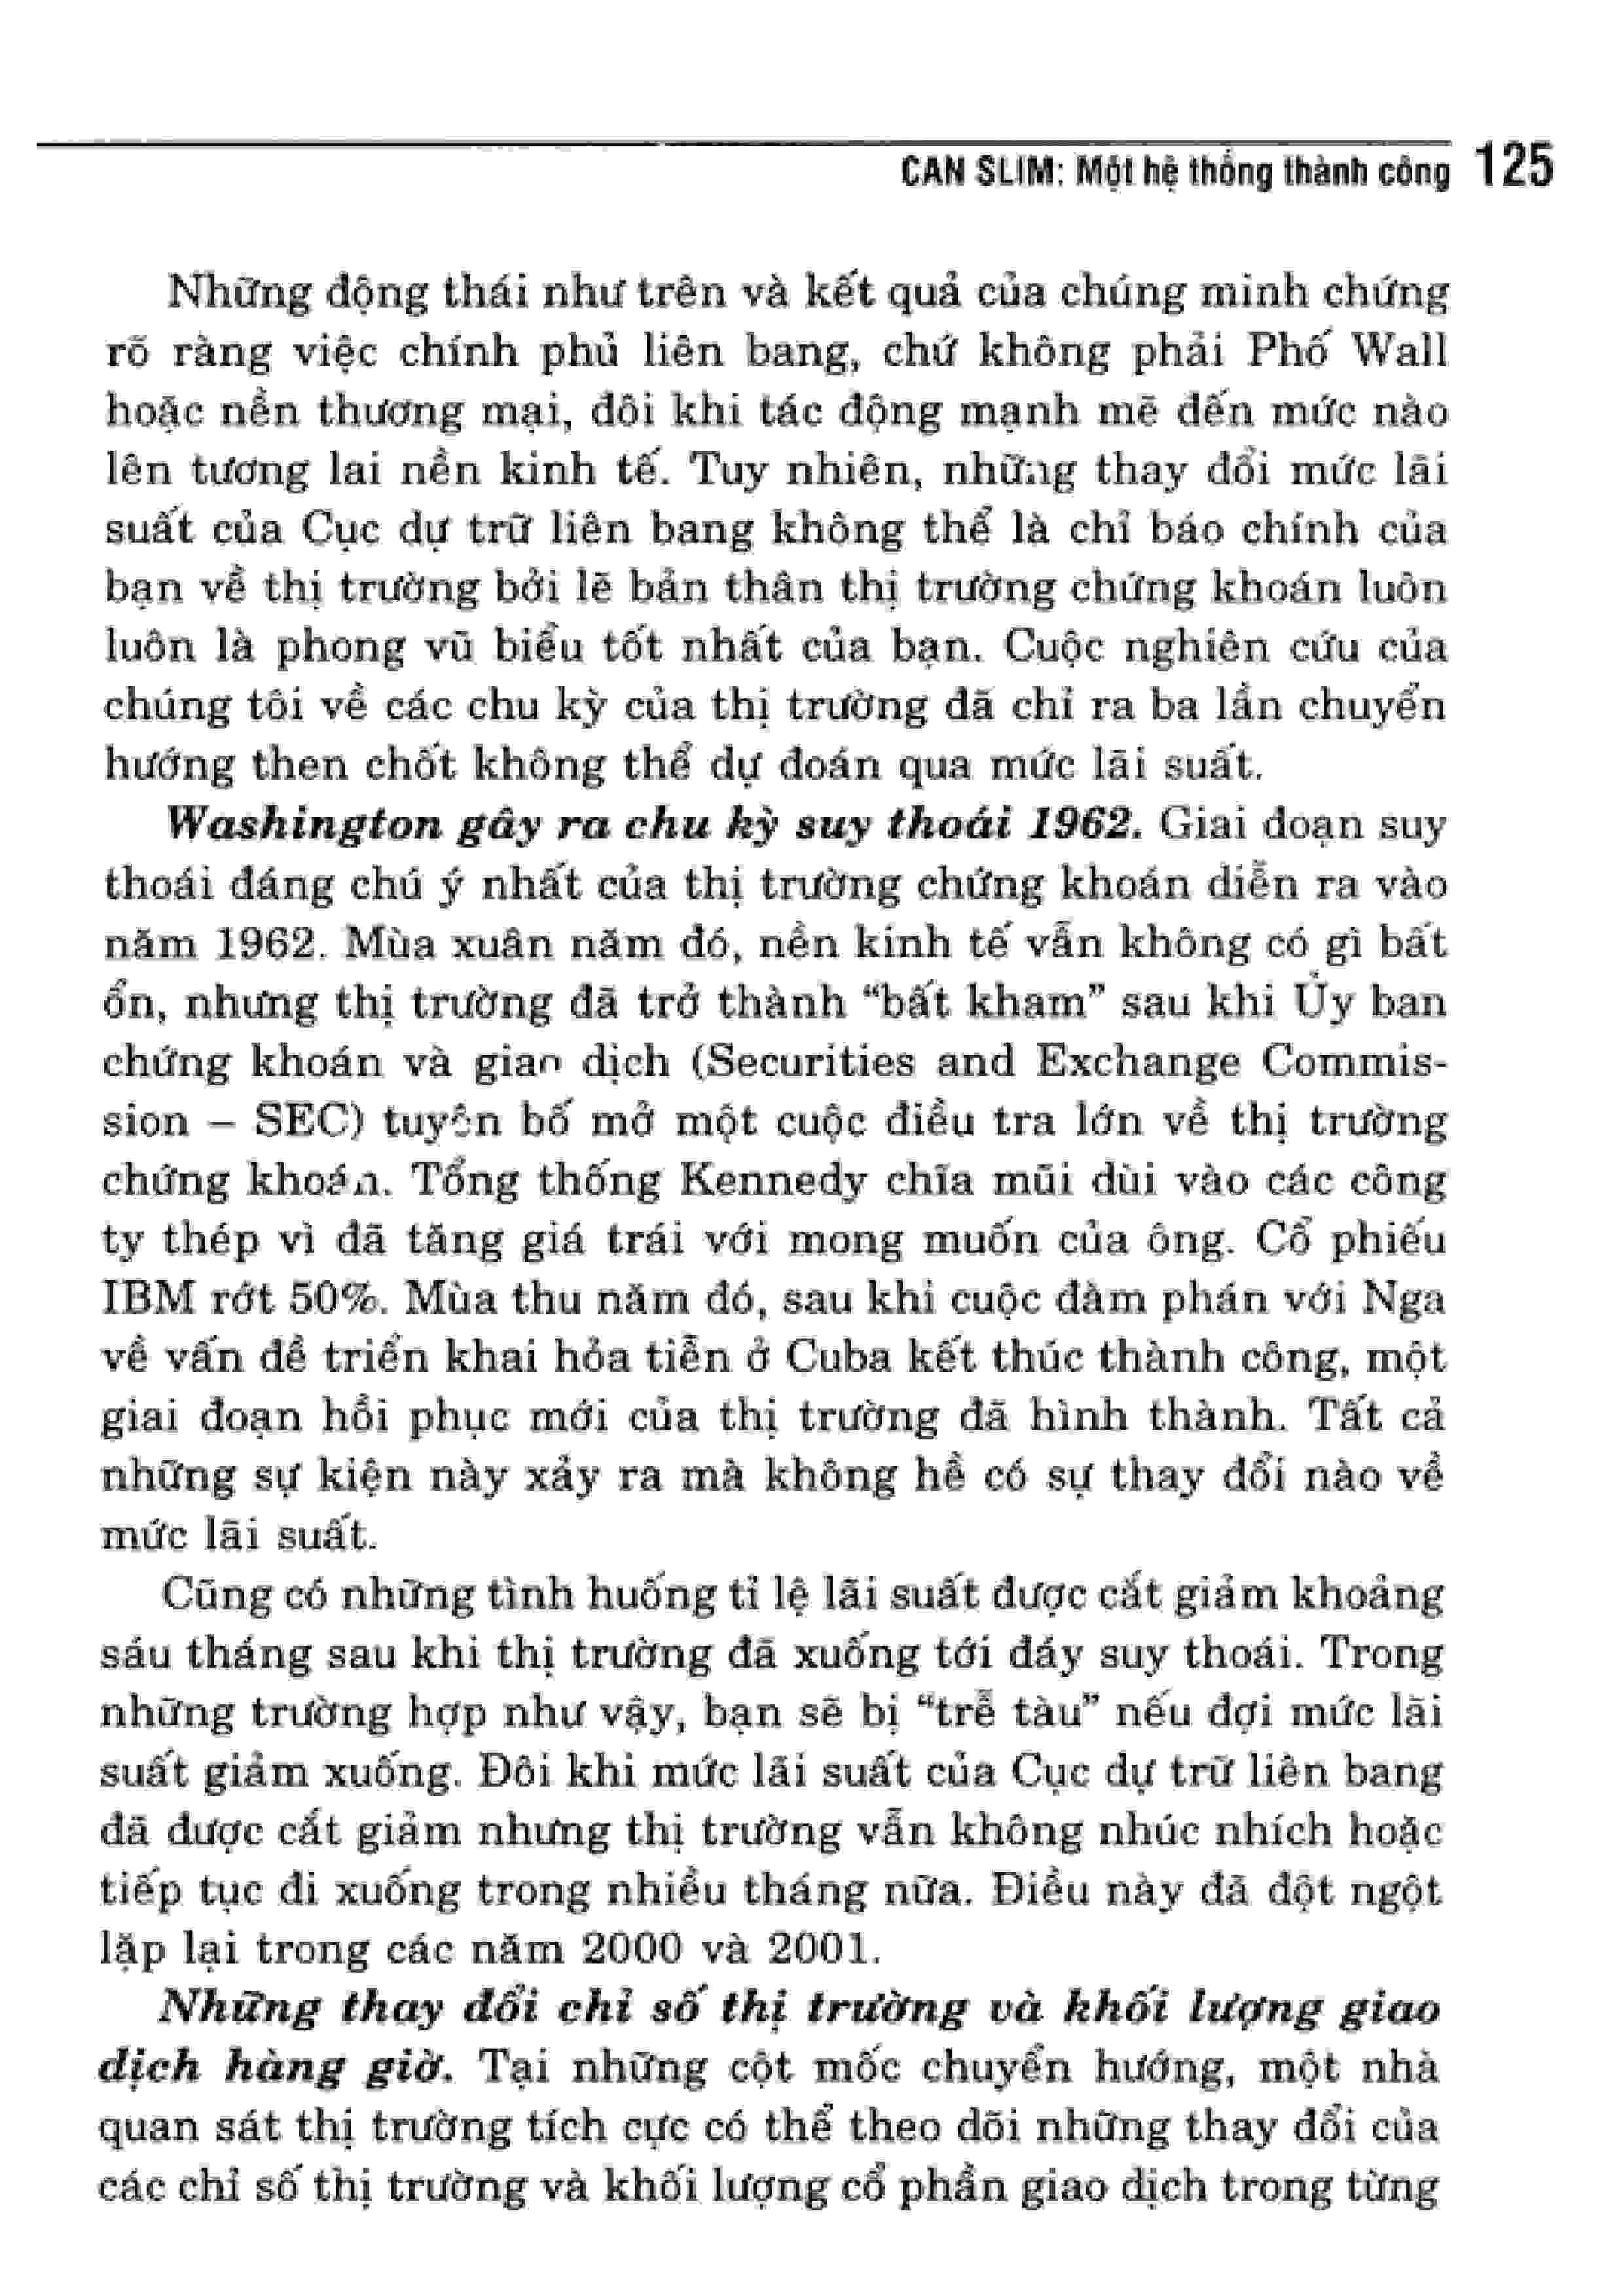 CAN SLIM: Một hệ thống thành công 125
Những động thái như trên và kết quả của chúng minh chứng
rõ ràng việc chính phủ liên bang, chứ không phải Phố Wall
hoặc nền thương mại, đôi khi tác động mạnh mẽ đến mức nào
lên tương lai nền kinh tế. Tuy nhiên, những thay đổi mức lãi
suất của Cục dự trữ liên bang không thể là chỉ báo chính của
bạn về thị trường bởi lẽ bản thân thị trường chứng khoán luôn
luôn là phong vũ biểu tốt nhất của bạn. Cuộc nghiên cứu của
chúng tôi về các chu kỳ của thị trường đã chỉ ra ba lần chuyển
hướng then chốt không thể dự đoán qua mức lãi suất.
Washington gây ra chu kỳ suy thoái 1962. Giai đoạn suy
thoái đáng chú ý nhất của thị trường chứng khoán diễn ra vào
năm 1962. Mùa xuân năm đó, nền kinh tế vẫn không có gì bất
ổn, nhưng thị trường đã trở thành “bất kham” sau khi Ủy ban
chứng khoán và giao dịch (Securities and Exchange Commis-
sion – SEC) tuyên bố mở một cuộc điều tra lớn về thị trường
chứng khoán. Tổng thống Kennedy chĩa mũi dùi vào các công
ty thép vì đã tăng giá trái với mong muốn của ông. Cổ phiếu
IBM rớt 50%. Mùa thu năm đó, sau khi cuộc đàm phán với Nga
về vấn đề triển khai hỏa tiễn ở Cuba kết thúc thành công, một
giai đoạn hồi phục mới của thị trường đã hình thành. Tất cả
những sự kiện này xảy ra mà không hề có sự thay đổi nào về
mức lãi suất.
Cũng có những tình huống tỉ lệ lãi suất được cắt giảm khoảng
sáu tháng sau khi thị trường đã xuống tới đáy suy thoái. Trong
những trường hợp như vậy, bạn sẽ bị “trễ tàu” nếu đợi mức lãi
suất giảm xuống. Đôi khi mức lãi suất của Cục dự trữ liên bang
đã được cắt giảm nhưng thị trường vẫn không nhúc nhích hoặc
tiếp tục đi xuống trong nhiều tháng nữa. Điều này đã đột ngột
lặp lại trong các năm 2000 và 2001.
Những thay đổi chỉ số thị trường và khối lượng giao
dịch hàng giờ. Tại những cột mốc chuyển hướng, một nhà
quan sát thị trường tích cực có thể theo dõi những thay đổi của
các chỉ số thị trường và khối lượng cổ phần giao dịch trong từng